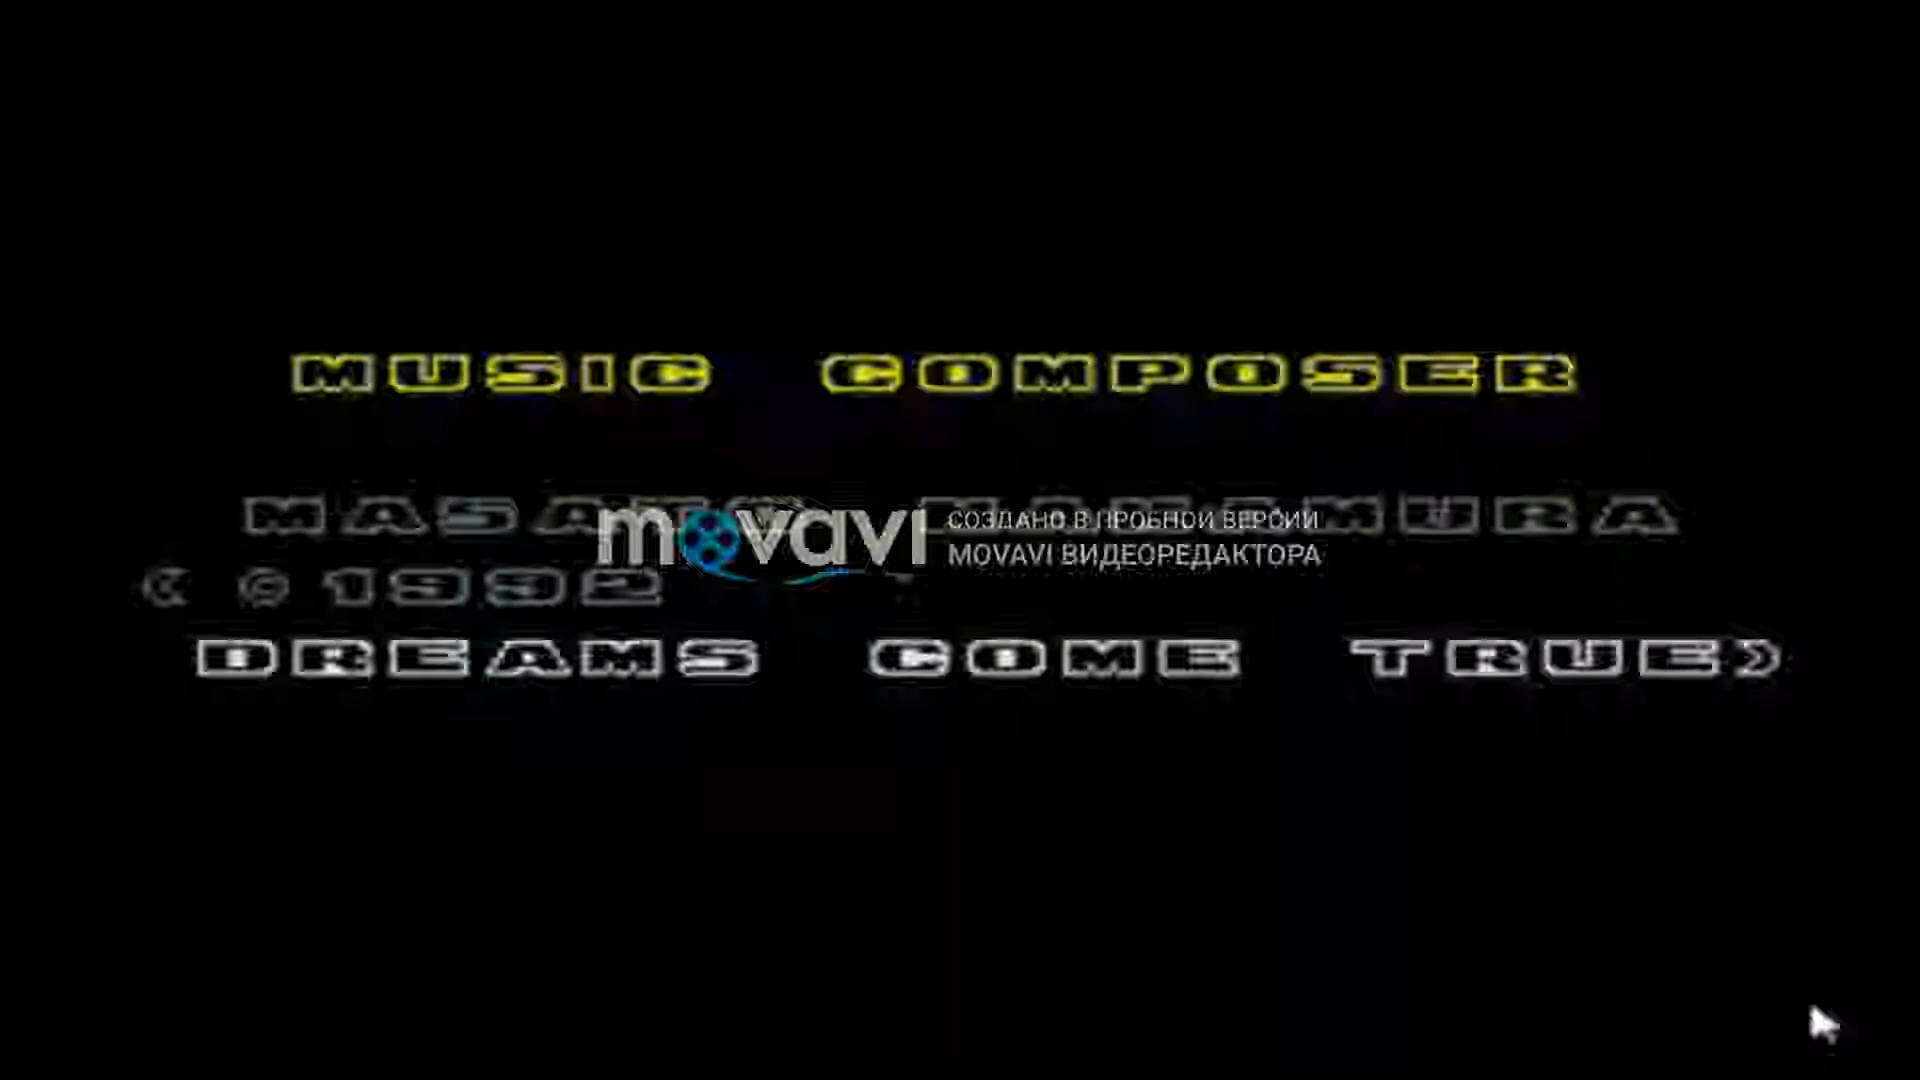 MUSIC COMPOSER
MASATO NAKAMURA
movavi СОЗДАНО В ПРОБНОЙ ВЕРСИИ
MOVAVI ВИДЕОРЕДАКТОРА
( ©1992
DREAMS COME TRUE)